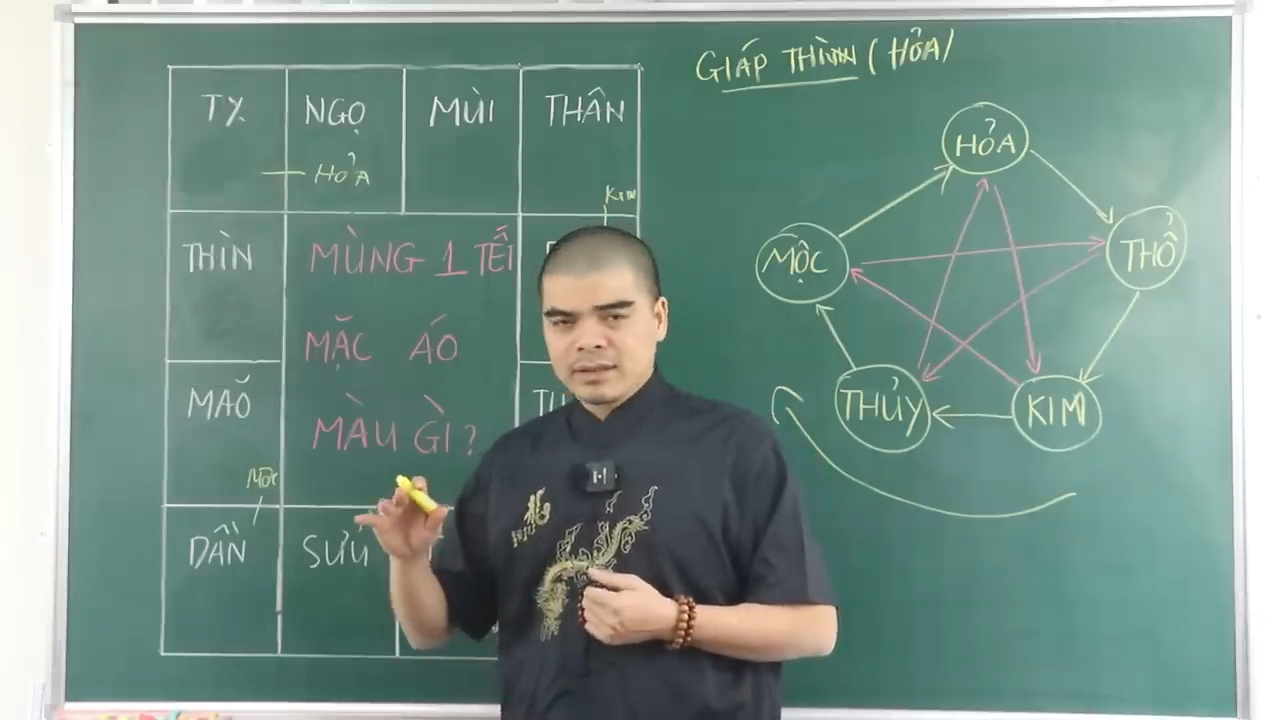 GIÁP THÌN (HỎA)
TỴ NGỌ MÙI THÂN
HỎA
KIM
THÌN
MÙNG 1 TẾT
MẶC ÁO
MÀU GÌ?
MẠO
MỘC
DẦN SỬU
HỎA
MỘC THỔ
THỦY KIM